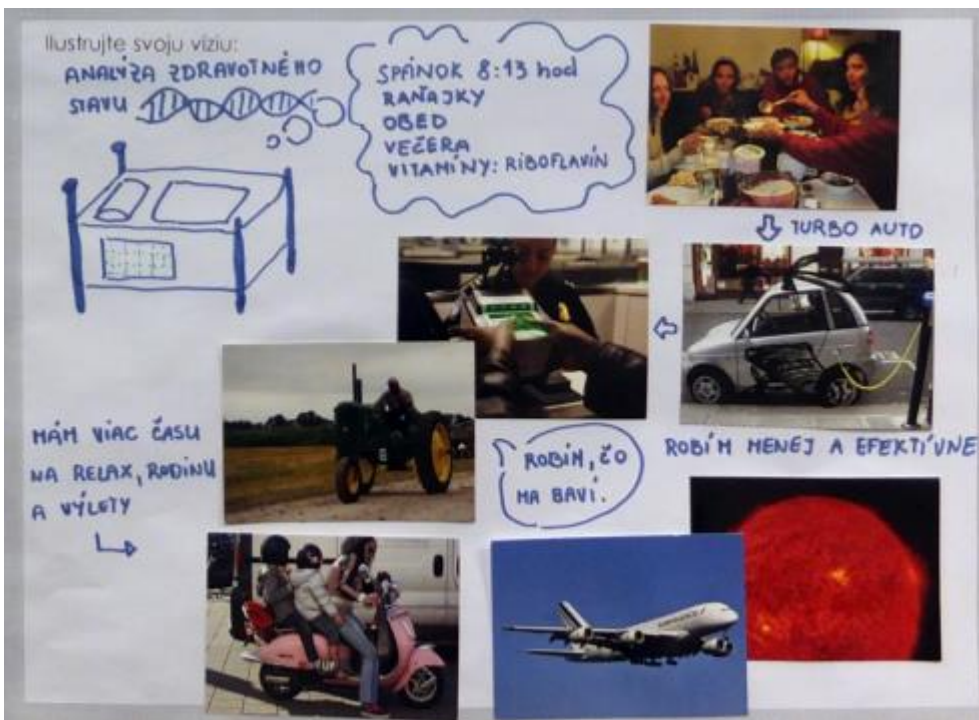 Ilustrujte svoju víziu:
ANALÝZA ZDRAVOTNÉHO
STAVU
SPÁNOK 8:13 hod
RAŇAJKY
OBED
VEČERA
VITAMÍNY: RIBOFLAVÍN
TURBO AUTO
ROBÍM MENEJ A EFEKTÍVNE
ROBÍM, ČO
MA BAVÍ.
MÁM VIAC ČASU
NA RELAX, RODINU
A VÝLETY